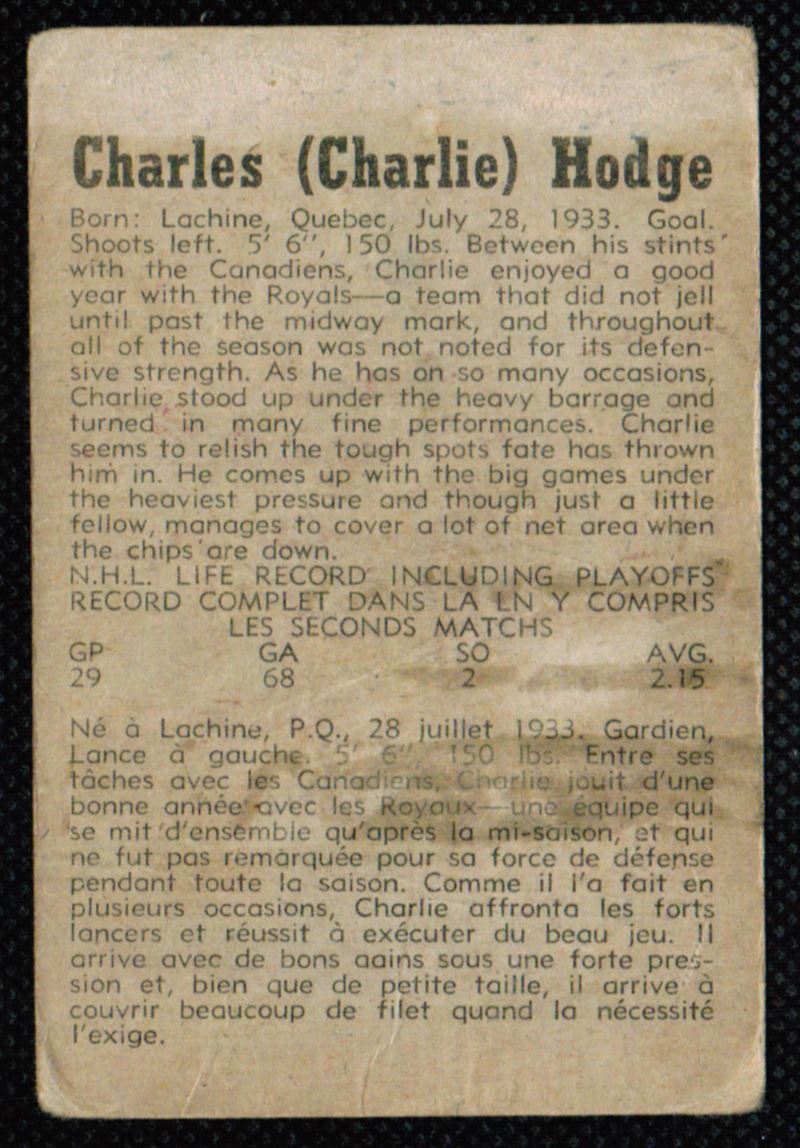 Charles (Charlie) Hodge
Born: Lachine, Quebec, July 28, 1933. Goal.
Shoots left. 5' 6", 150 lbs. Between his stints
with the Canadiens, Charlie enjoyed a good
year with the Royals—a team that did not jell
until past the midway mark, and throughout
all of the season was not noted for its defen-
sive strength. As he has on so many occasions,
Charlie stood up under the heavy barrage and
turned in many fine performances. Charlie
seems to relish the tough spots fate has thrown
him in. He comes up with the big games under
the heaviest pressure and though just a little
fellow, manages to cover a lot of net area when
the chips are down.
N.H.L. LIFE RECORD INCLUDING PLAYOFFS
RECORD COMPLET DANS LA LN Y COMPRIS
LES SECONDS MATCHS
GP GA SO AVG.
29 68 2 2.15
Né à Lachine, P.Q., 28 juillet 1933. Gardien,
Lance à gauche. 5' 6", 150 lbs. Entre ses
tâches avec les Canadiens, Charlie jouit d'une
bonne année avec les Royaux—une équipe qui
se mit d'ensemble qu'après la mi-saison, et qui
ne fut pas remarquée pour sa force de défense
pendant toute la saison. Comme il l'a fait en
plusieurs occasions, Charlie affronta les forts
lancers et réussit à exécuter du beau jeu. Il
arrive avec de bons gains sous une forte pres-
sion et, bien que de petite taille, il arrive à
couvrir beaucoup de filet quand la nécessité
l'exige.